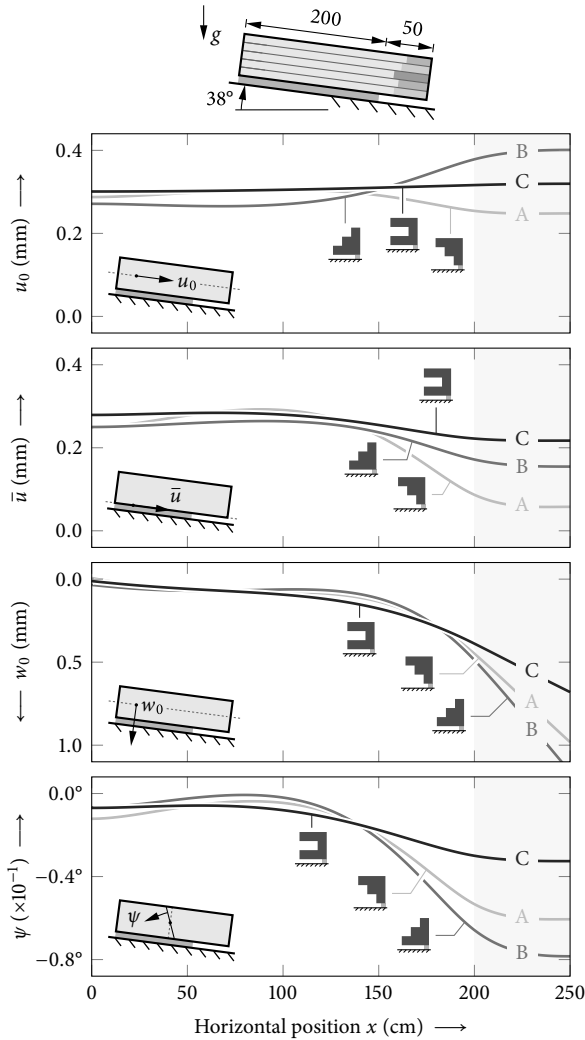 200 50
g
38°
0.4
0.2
0.0
u₀ (mm) ⟶
B
C
A
u₀
0.4
0.2
0.0
u̅ (mm) ⟶
C
B
A
u̅
0.0
0.5
1.0
⟵ w₀ (mm)
C
A
B
w₀
0.0°
−0.4°
−0.8°
ψ (×10⁻¹) ⟶
C
A
B
ψ
0 50 100 150 200 250
Horizontal position x (cm) ⟶